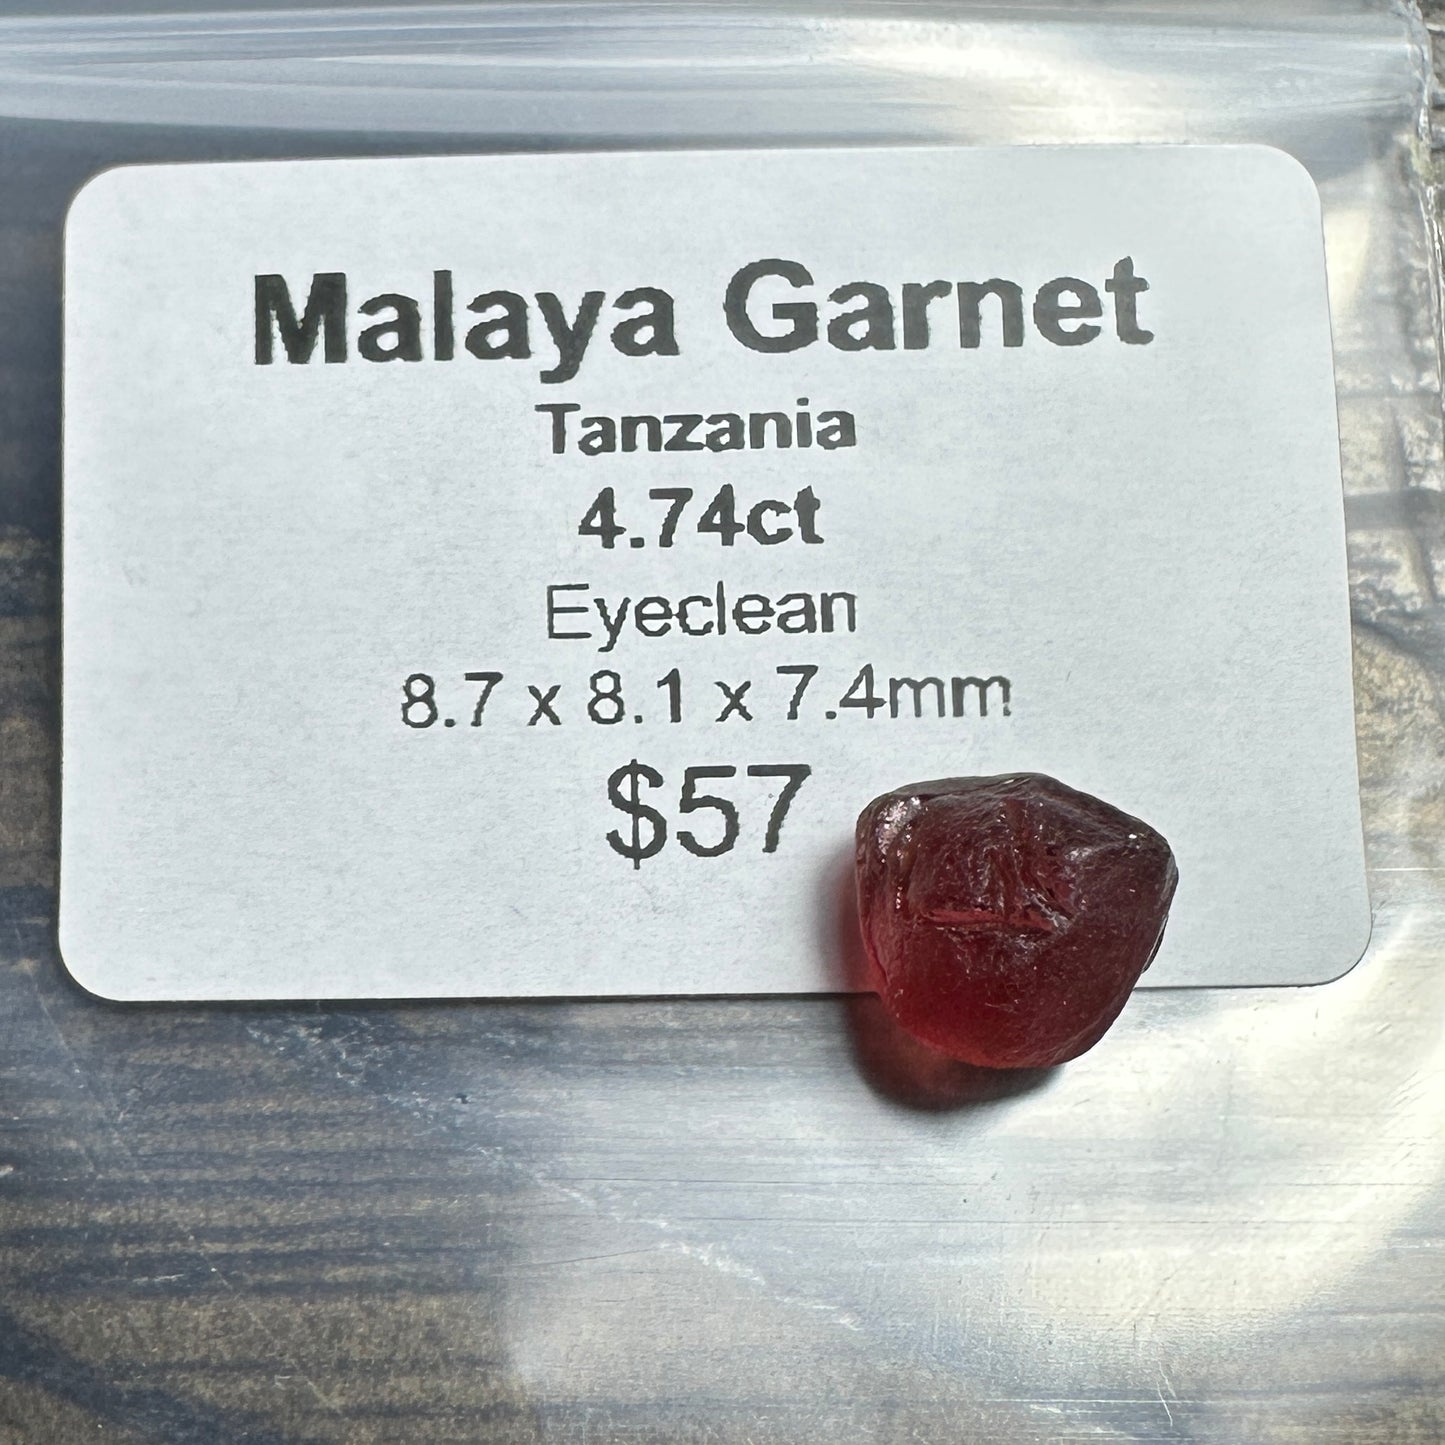 Malaya Garnet
Tanzania
4.74ct
Eyeclean
8.7 x 8.1 x 7.4mm
$57